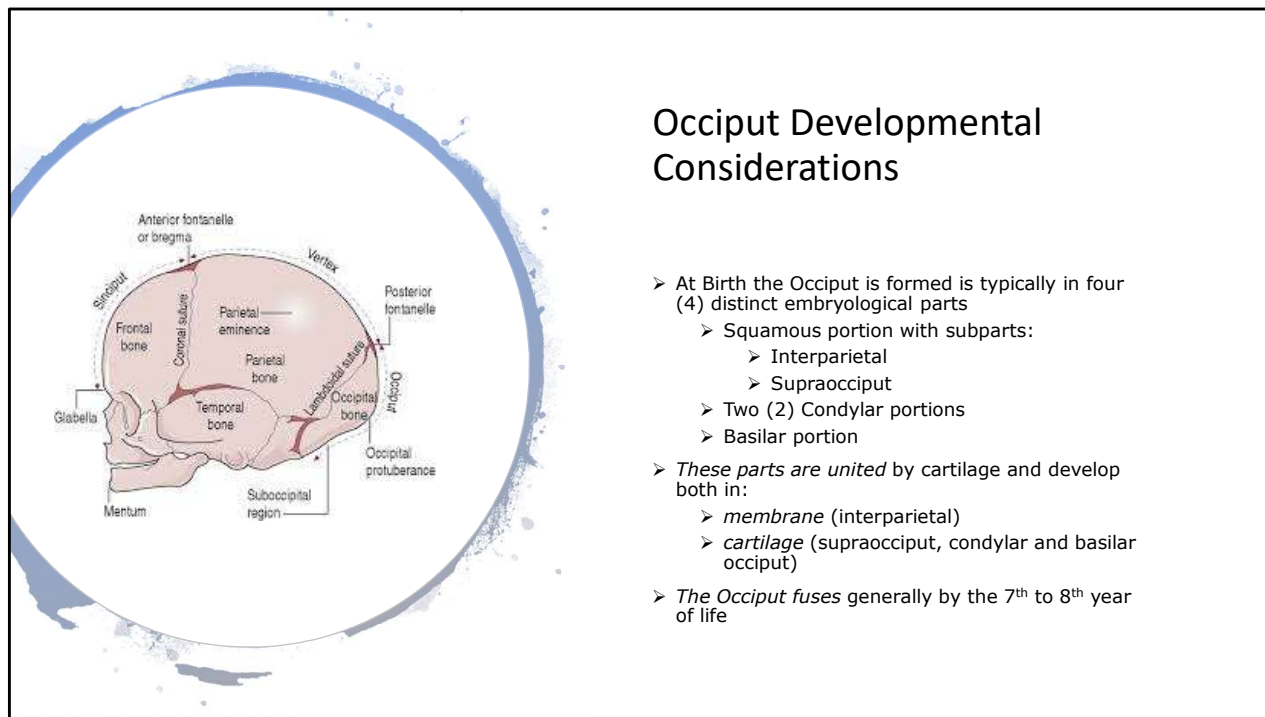 Occiput Developmental
Considerations
Anterior fontanelle
or bregma
Sinciput
Vertex
Posterior
fontanelle
Frontal
bone
Coronal suture
Parietal
eminence
Parietal
bone
Lambdoidal suture
Occiput
Glabella
Temporal
bone
Occipital
bone
Occipital
protuberance
Suboccipital
region
Mentum
➢ At Birth the Occiput is formed is typically in four
(4) distinct embryological parts
➢ Squamous portion with subparts:
➢ Interparietal
➢ Supraocciput
➢ Two (2) Condylar portions
➢ Basilar portion
➢ These parts are united by cartilage and develop
both in:
➢ membrane (interparietal)
➢ cartilage (supraocciput, condylar and basilar
occiput)
➢ The Occiput fuses generally by the 7th to 8th year
of life